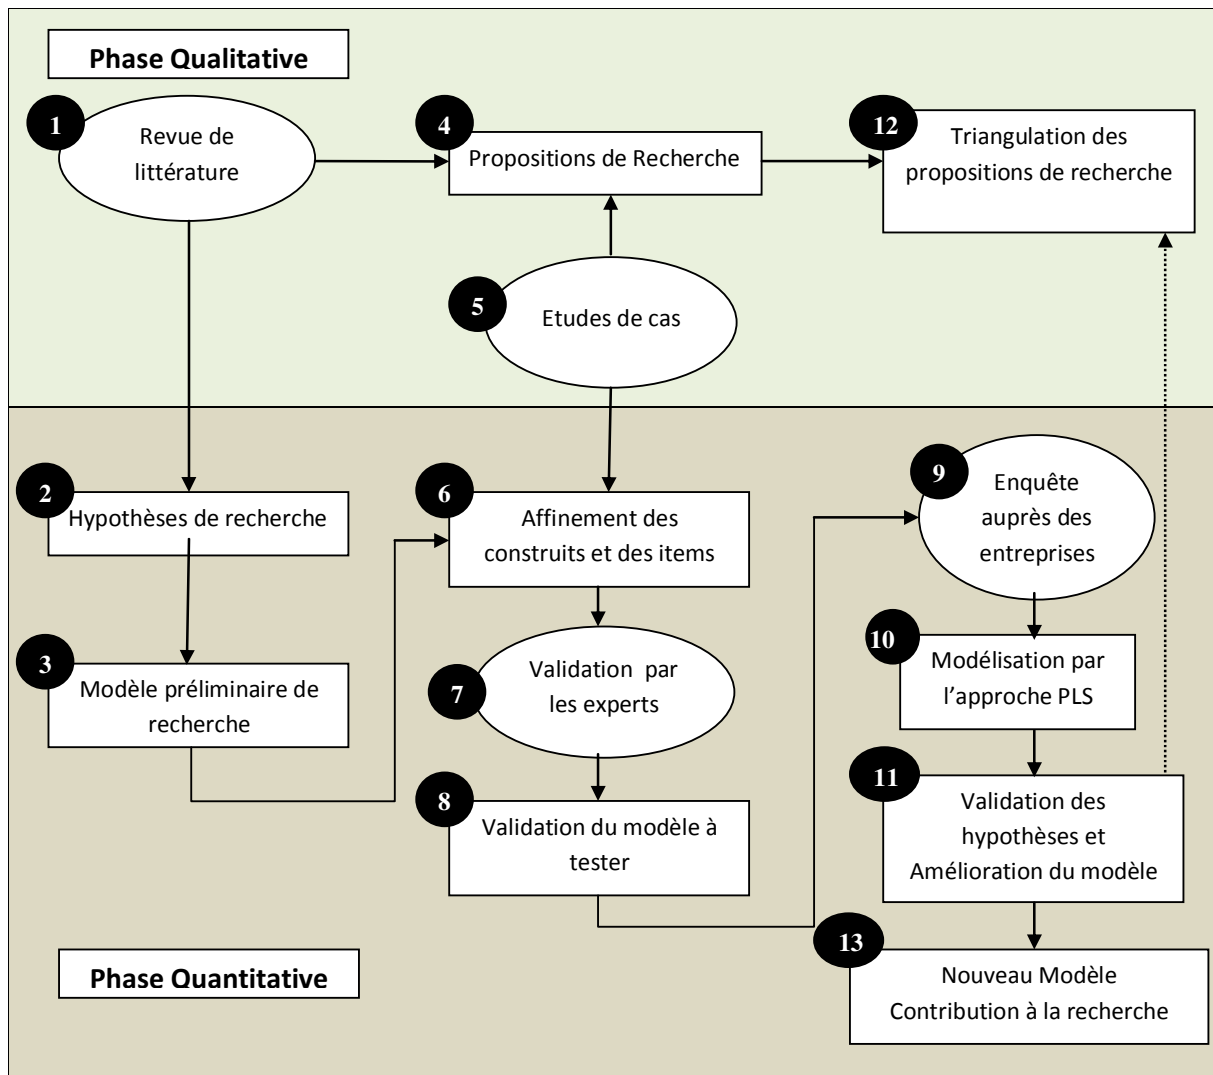 Phase Qualitative
1
Revue de
littérature
4
Propositions de Recherche
12
Triangulation des
propositions de recherche
5
Etudes de cas
2
Hypothèses de recherche
3
Modèle préliminaire de
recherche
6
Affinement des
construits et des items
7
Validation par
les experts
8
Validation du modèle à
tester
9
Enquête
auprès des
entreprises
10
Modélisation par
l'approche PLS
11
Validation des
hypothèses et
Amélioration du modèle
13
Nouveau Modèle
Contribution à la recherche
Phase Quantitative